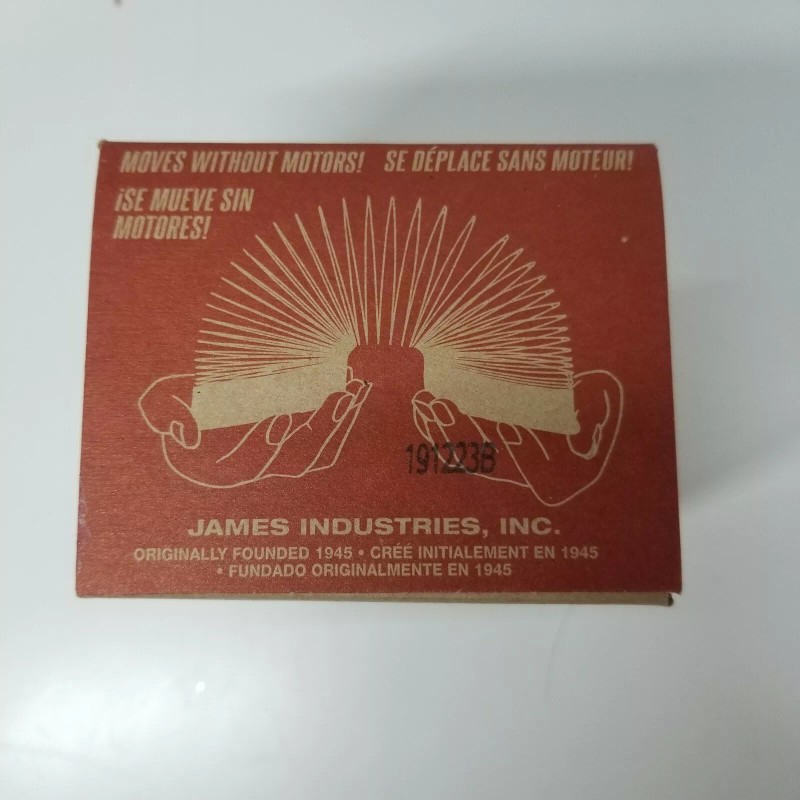 MOVES WITHOUT MOTORS! SE DÉPLACE SANS MOTEUR!
¡SE MUEVE SIN
MOTORES!
191223B
JAMES INDUSTRIES, INC.
ORIGINALLY FOUNDED 1945 • CRÉÉ INITIALEMENT EN 1945
• FUNDADO ORIGINALMENTE EN 1945